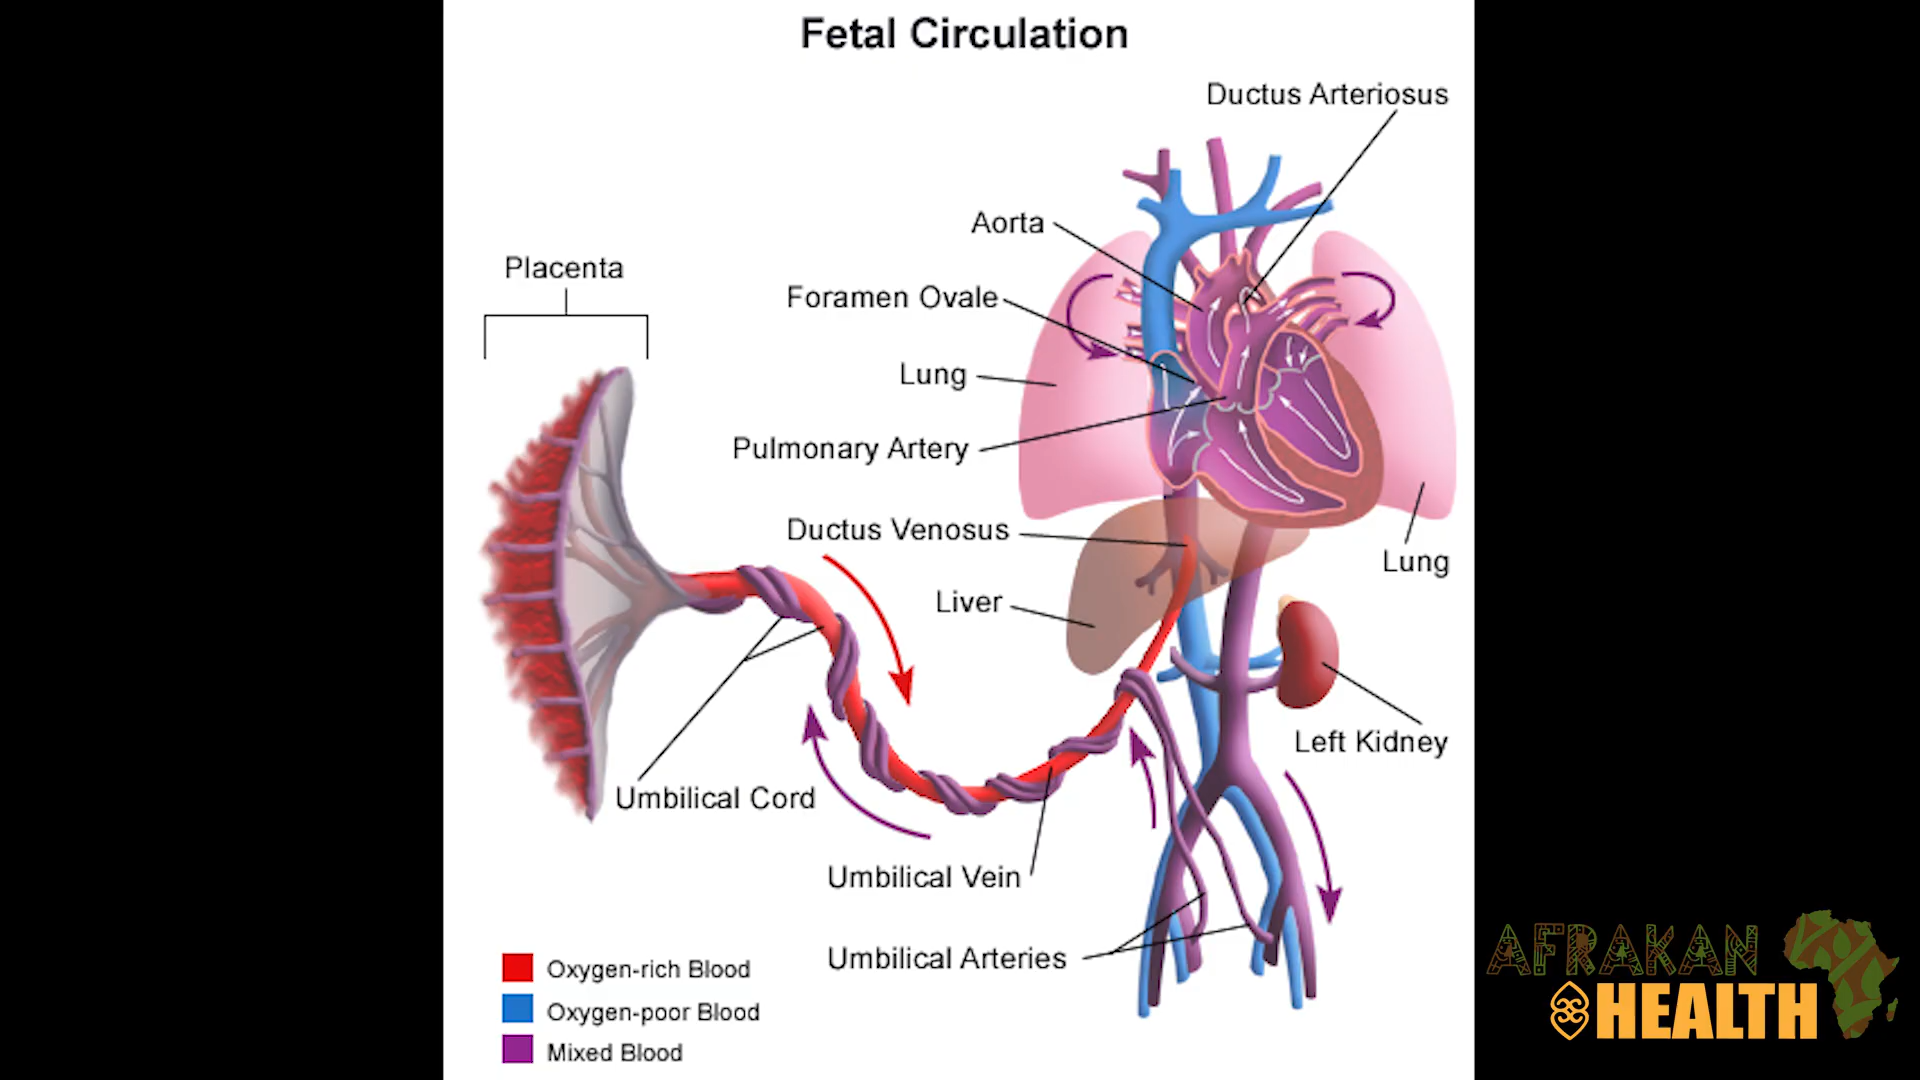 Fetal Circulation
Ductus Arteriosus
Aorta
Placenta
Foramen Ovale
Lung
Pulmonary Artery
Ductus Venosus
Lung
Liver
Left Kidney
Umbilical Cord
Umbilical Vein
Umbilical Arteries
Oxygen-rich Blood
Oxygen-poor Blood
Mixed Blood
AFRAKAN
HEALTH